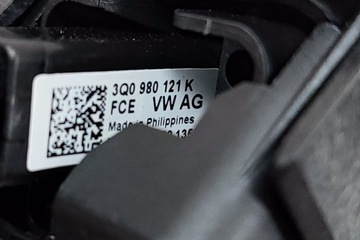 3Q0 980 121 K
FCE VW AG
Made in Philippines